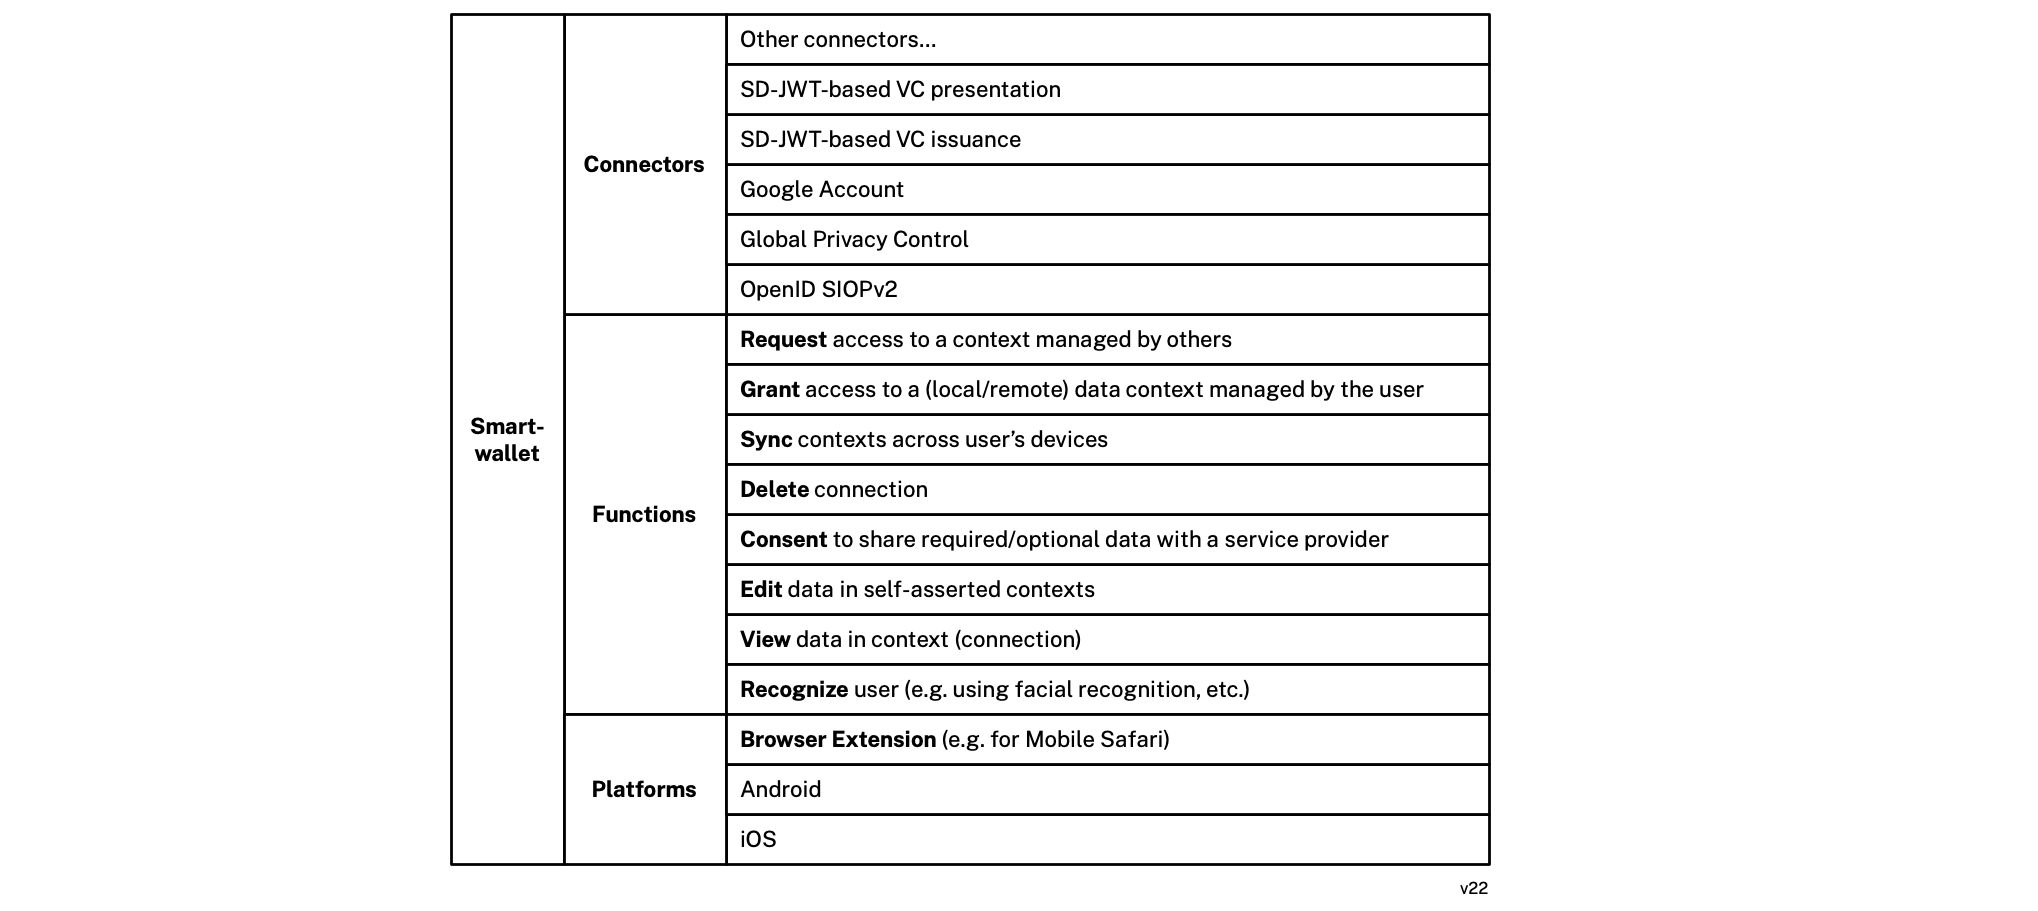 Smart-
wallet
Connectors
Other connectors...
SD-JWT-based VC presentation
SD-JWT-based VC issuance
Google Account
Global Privacy Control
OpenID SIOPv2
Functions
Request access to a context managed by others
Grant access to a (local/remote) data context managed by the user
Sync contexts across user’s devices
Delete connection
Consent to share required/optional data with a service provider
Edit data in self-asserted contexts
View data in context (connection)
Recognize user (e.g. using facial recognition, etc.)
Platforms
Browser Extension (e.g. for Mobile Safari)
Android
iOS
v22